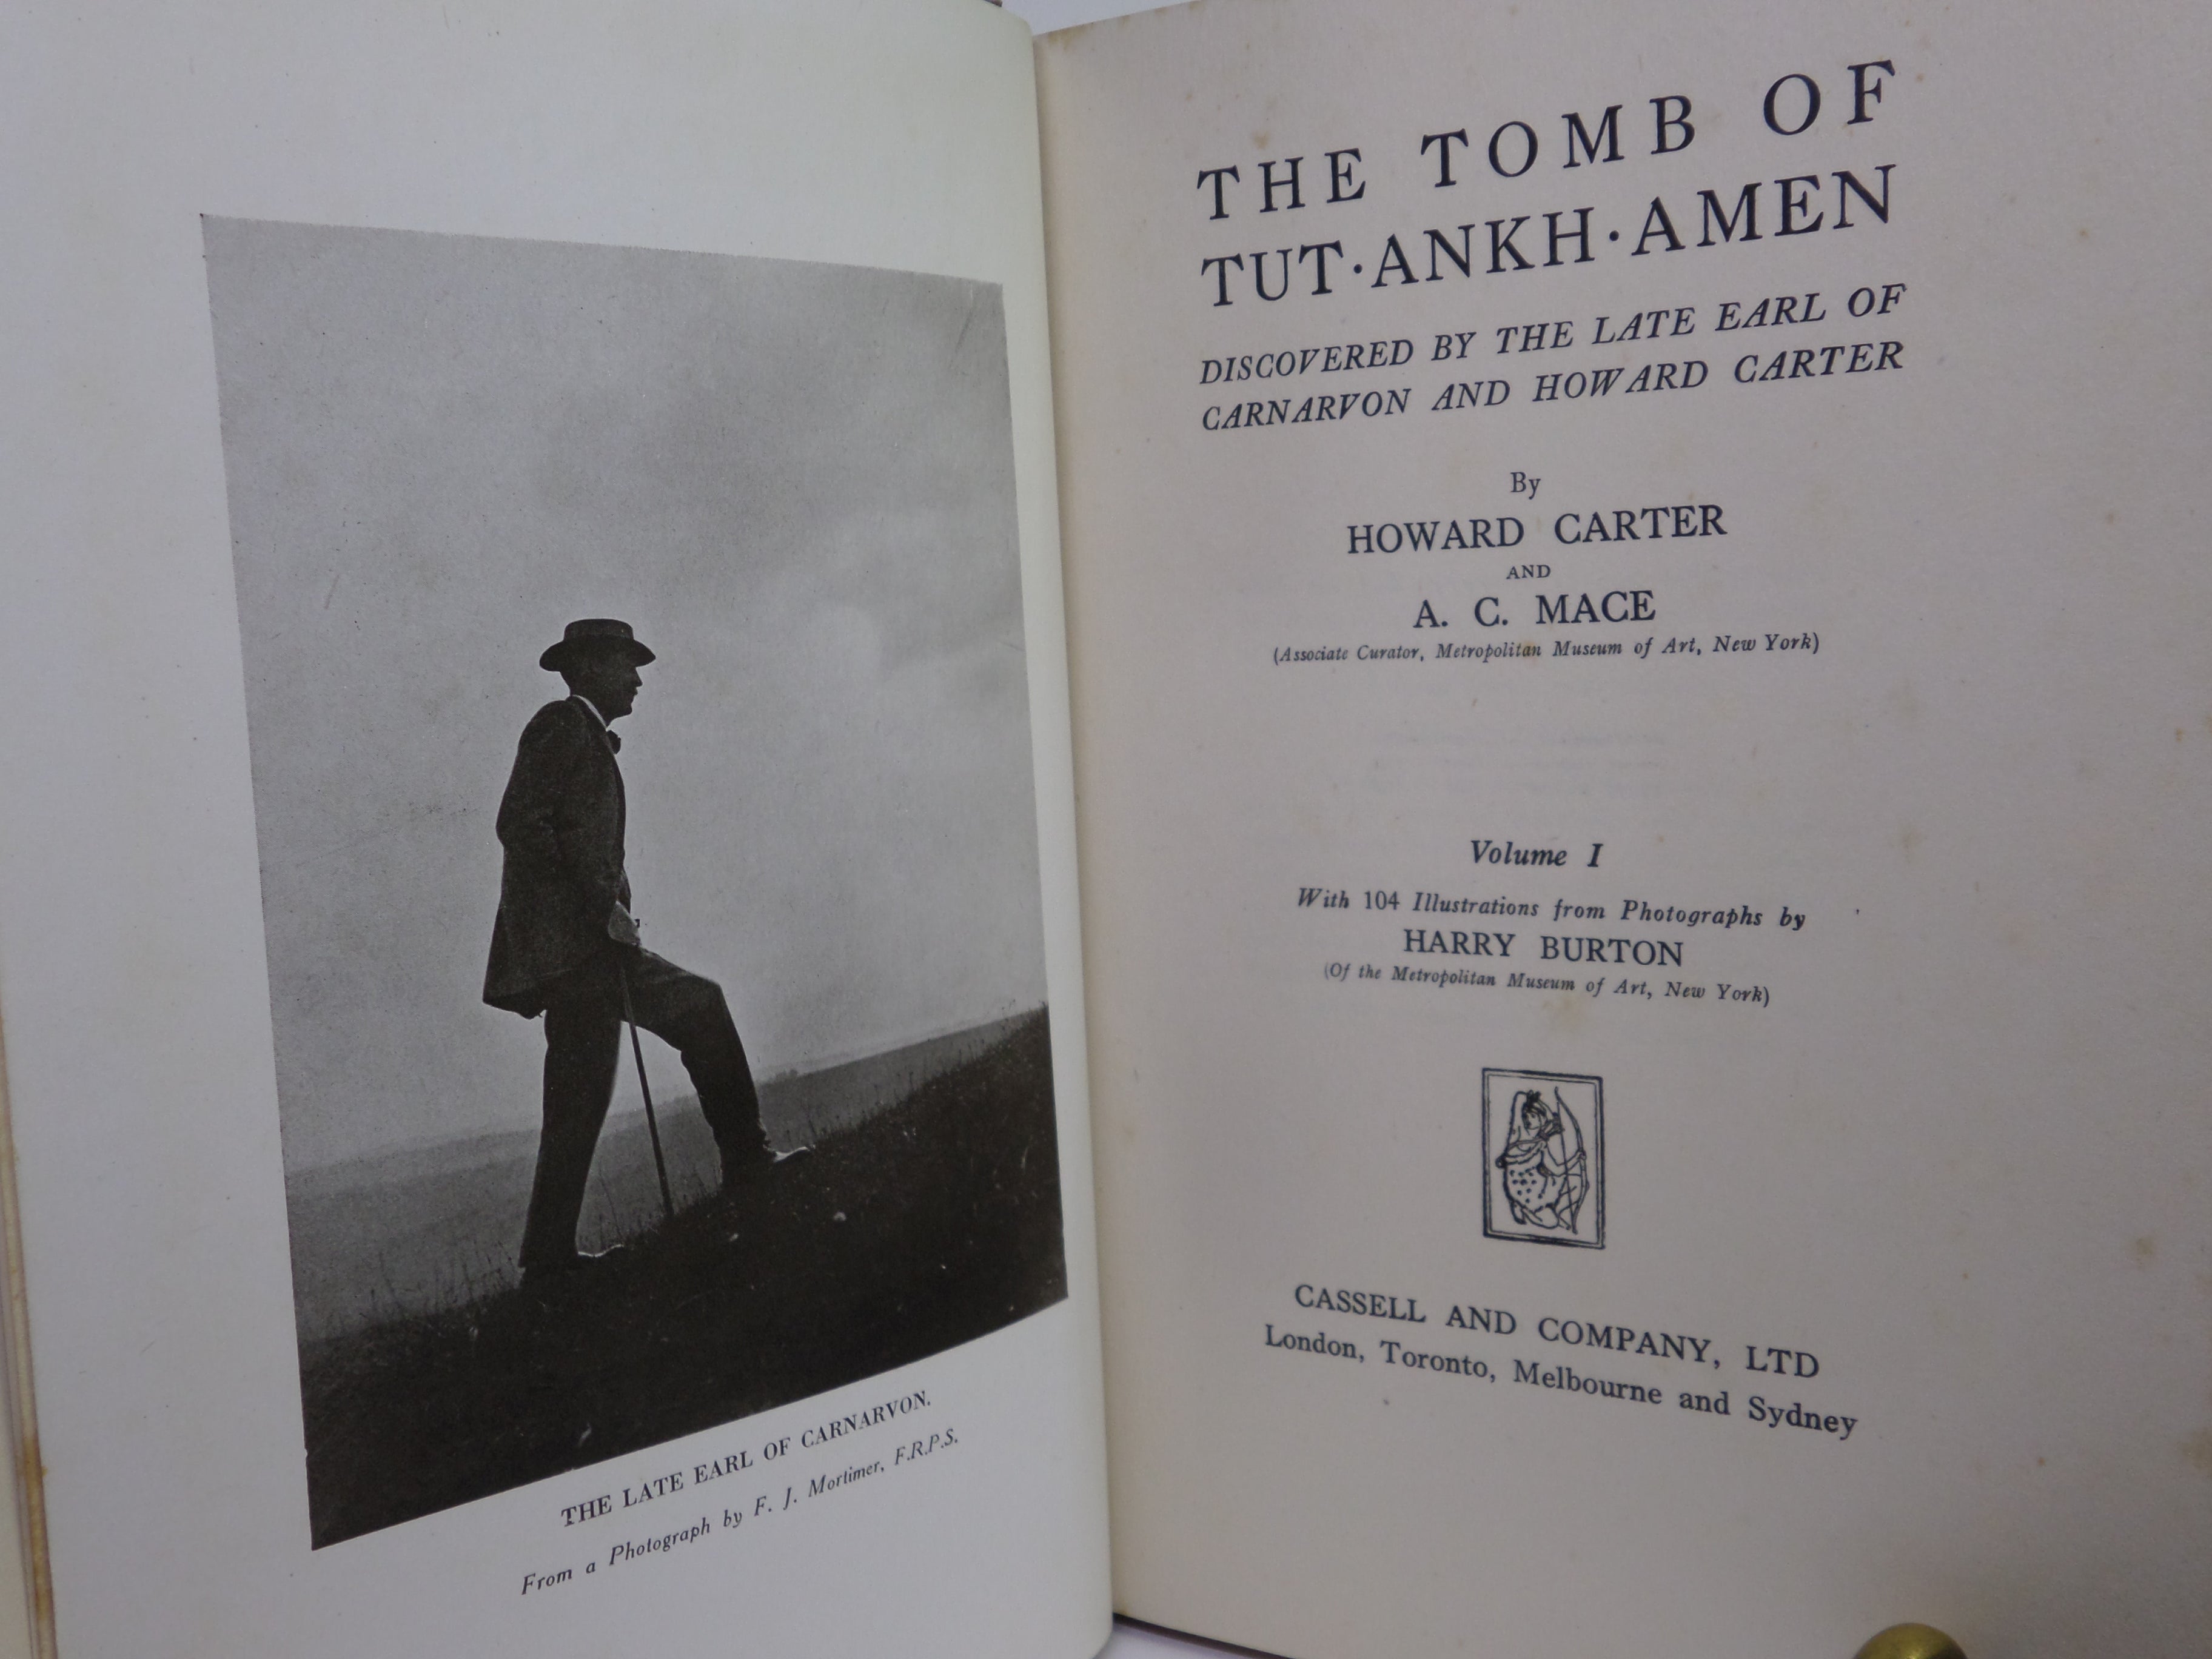 THE LATE EARL OF CARNARVON.
From a Photograph by F. J. Mortimer, F.R.P.S.
THE TOMB OF
TUT·ANKH·AMEN
DISCOVERED BY THE LATE EARL OF
CARNARVON AND HOWARD CARTER
By
HOWARD CARTER
AND
A. C. MACE
(Associate Curator, Metropolitan Museum of Art, New York)
Volume I
With 104 Illustrations from Photographs by
HARRY BURTON
(Of the Metropolitan Museum of Art, New York)
CASSELL AND COMPANY, LTD
London, Toronto, Melbourne and Sydney